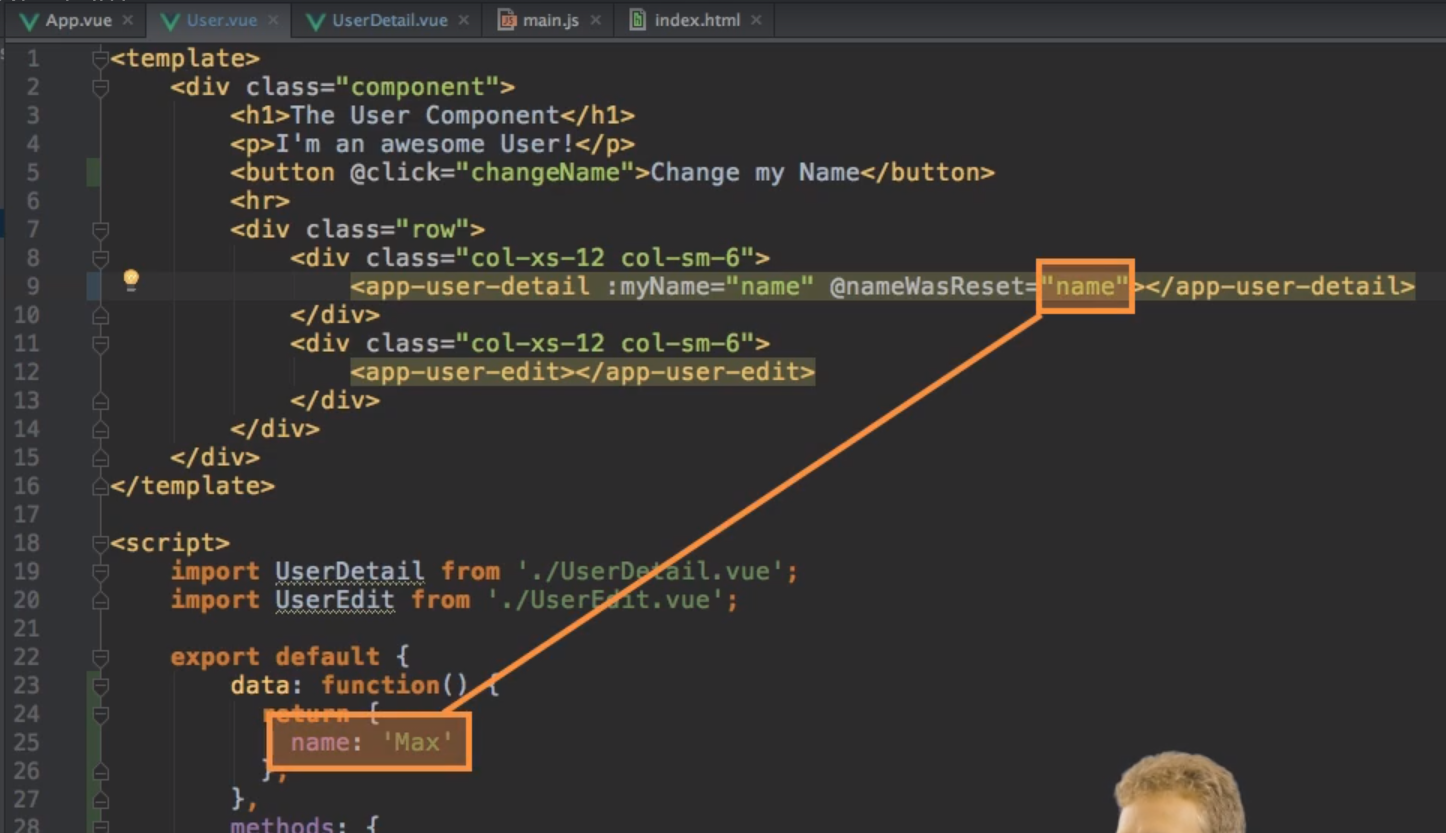 App.vue × User.vue × UserDetail.vue × main.js × index.html ×
1 <template>
2 <div class="component">
3 <h1>The User Component</h1>
4 <p>I'm an awesome User!</p>
5 <button @click="changeName">Change my Name</button>
6 <hr>
7 <div class="row">
8 <div class="col-xs-12 col-sm-6">
9 <app-user-detail :myName="name" @nameWasReset="name"></app-user-detail>
10 </div>
11 <div class="col-xs-12 col-sm-6">
12 <app-user-edit></app-user-edit>
13 </div>
14 </div>
15 </div>
16 </template>
17
18 <script>
19 import UserDetail from './UserDetail.vue';
20 import UserEdit from './UserEdit.vue';
21
22 export default {
23 data: function() {
24 return {
25 name: 'Max'
26 };
27 },
28 methods: {